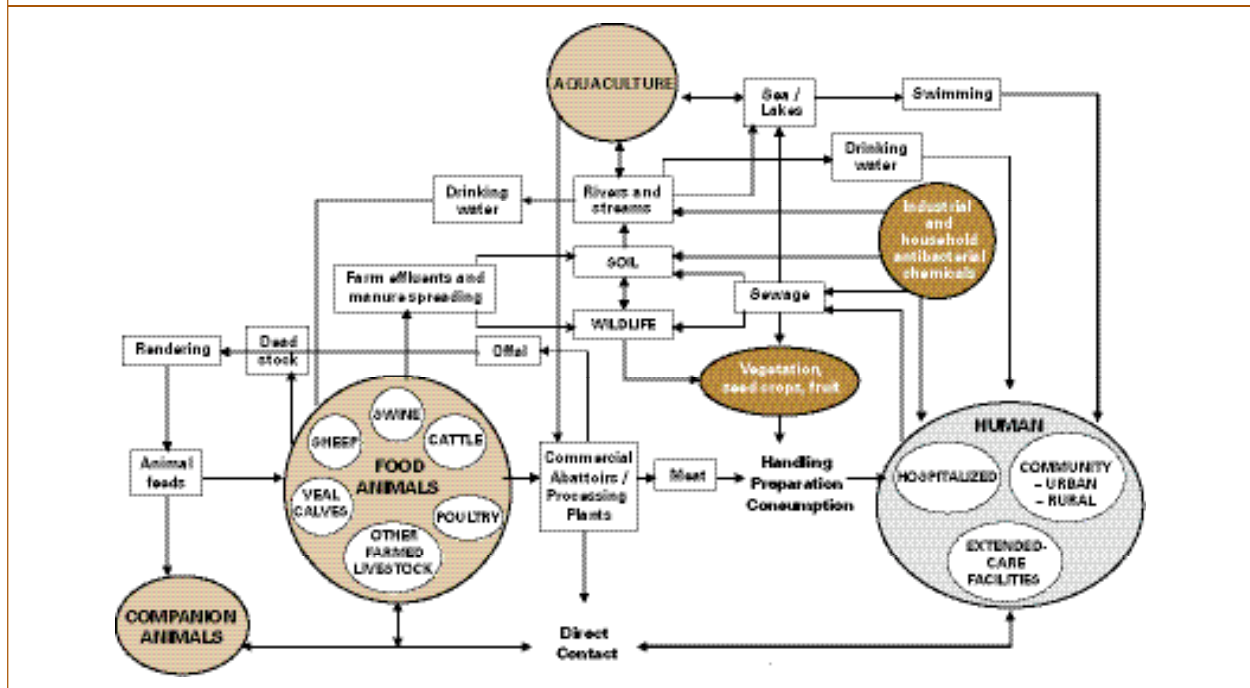 AQUACULTURE
Sea /
Lakes
Swimming
Drinking
water
Drinking
water
Rivers and
streams
Industrial
and
household
antibacterial
chemicals
SOIL
Farm effluents and
manure spreading
Sewage
WILDLIFE
Rendering
Dead
stock
Offal
Vegetation,
seed crops, fruit
SWINE
SHEEP
CATTLE
FOOD
ANIMALS
VEAL
CALVES
POULTRY
OTHER
FARMED
LIVESTOCK
Animal
feeds
Commercial
Abattoirs /
Processing
Plants
Meat
Handling
Preparation
Consumption
HUMAN
HOSPITALIZED
COMMUNITY
– URBAN
– RURAL
EXTENDED-
CARE
FACILITIES
COMPANION
ANIMALS
Direct
Contact